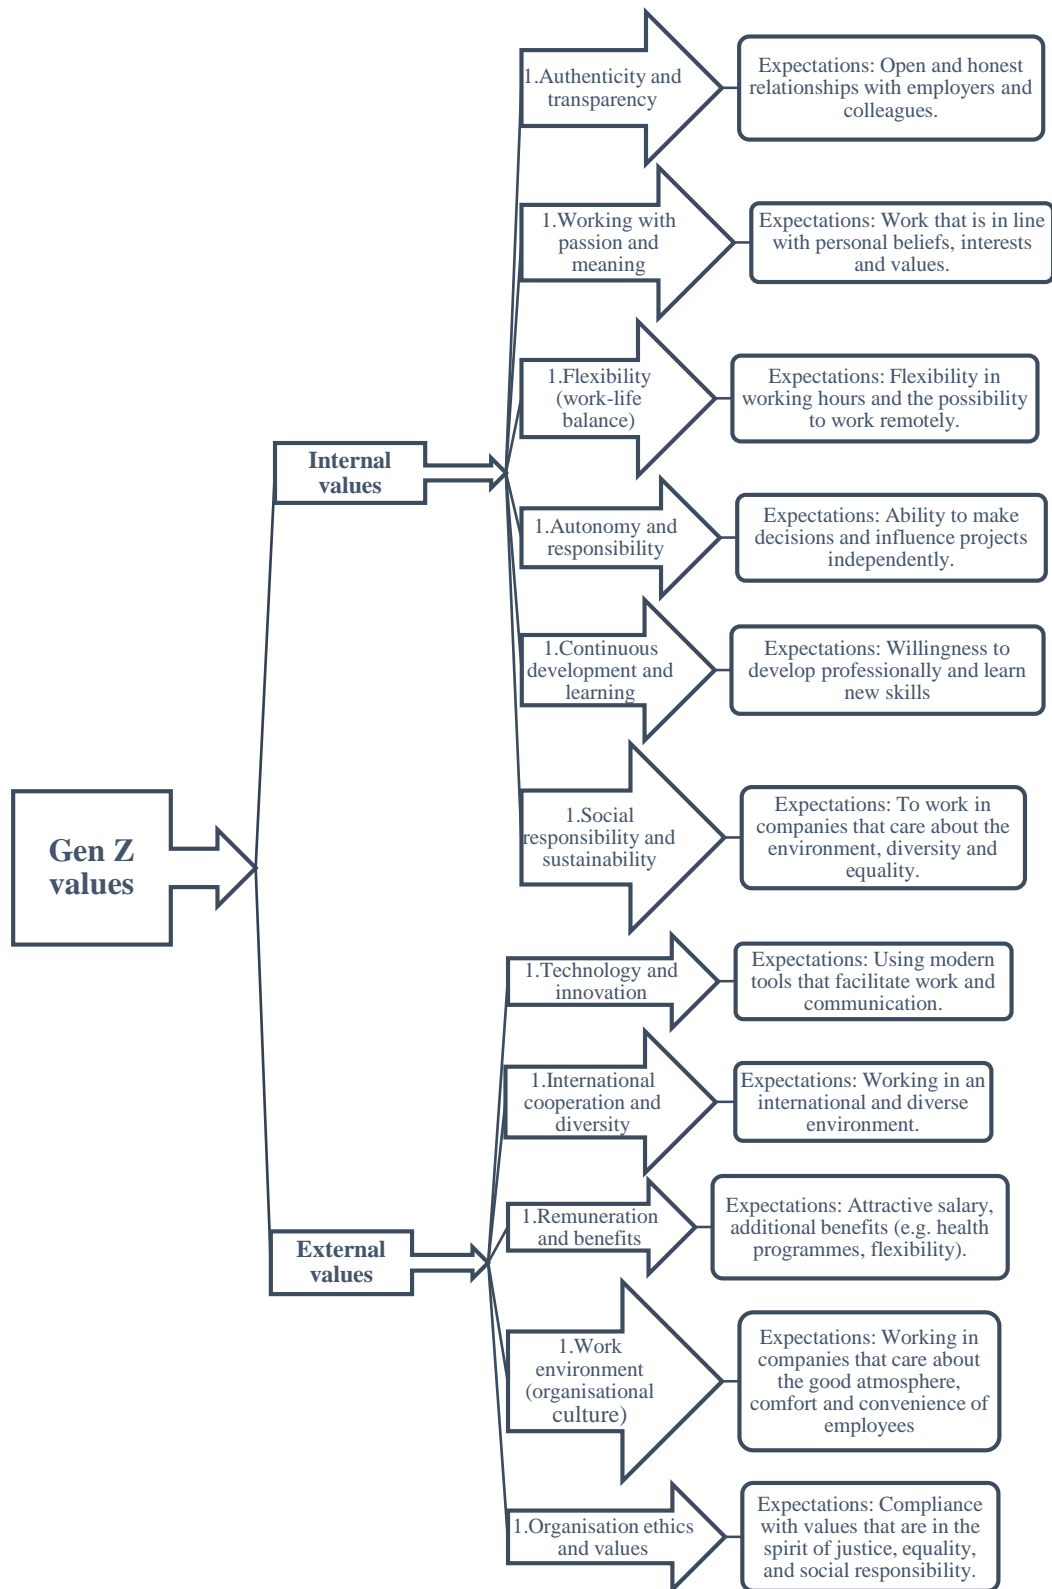 Gen Z
values
Internal
values
1.Authenticity and
transparency
Expectations: Open and honest
relationships with employers and
colleagues.
1.Working with
passion and
meaning
Expectations: Work that is in line
with personal beliefs, interests
and values.
1.Flexibility
(work-life
balance)
Expectations: Flexibility in
working hours and the possibility
to work remotely.
1.Autonomy and
responsibility
Expectations: Ability to make
decisions and influence projects
independently.
1.Continuous
development and
learning
Expectations: Willingness to
develop professionally and learn
new skills
1.Social
responsibility and
sustainability
Expectations: To work in
companies that care about the
environment, diversity and
equality.
External
values
1.Technology and
innovation
Expectations: Using modern
tools that facilitate work and
communication.
1.International
cooperation and
diversity
Expectations: Working in an
international and diverse
environment.
1.Remuneration
and benefits
Expectations: Attractive salary,
additional benefits (e.g. health
programmes, flexibility).
1.Work
environment
(organisational
culture)
Expectations: Working in
companies that care about
the good atmosphere,
comfort and convenience of
employees
1.Organisation ethics
and values
Expectations: Compliance
with values that are in the
spirit of justice, equality,
and social responsibility.